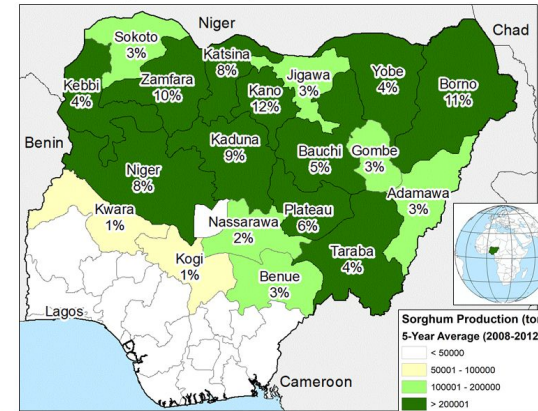 Niger
Chad
Sokoto
3%
Katsina
8%
Kebbi
4%
Zamfara
10%
Kano
12%
Jigawa
3%
Yobe
4%
Borno
11%
Benin
Kaduna
9%
Bauchi
5%
Gombe
3%
Niger
8%
Adamawa
3%
Kwara
1%
Nassarawa
2%
Plateau
6%
Taraba
4%
Kogi
1%
Benue
3%
Lagos
Cameroon
Sorghum Production (to
5-Year Average (2008-2012
< 50000
50001 - 100000
100001 - 200000
> 200001